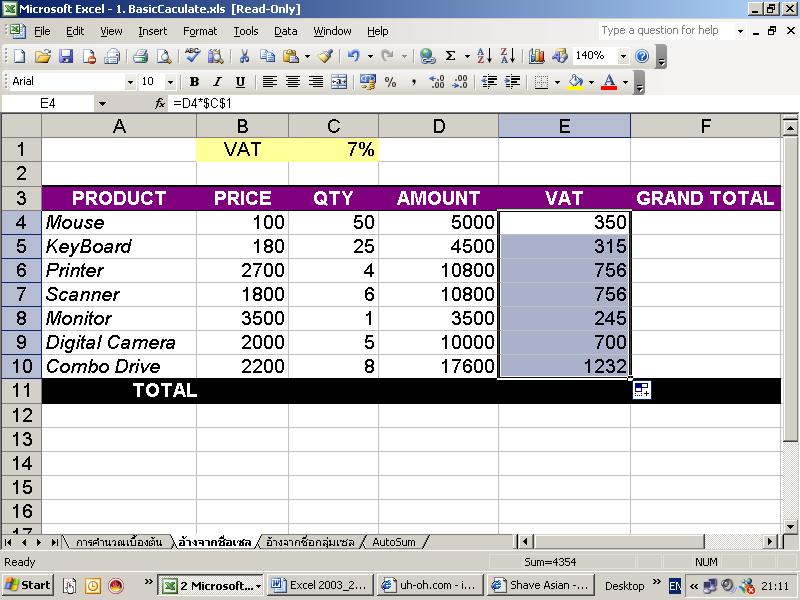 Microsoft Excel - 1. BasicCaculate.xls [Read-Only]
File Edit View Insert Format Tools Data Window Help Type a question for help
140%
Arial 10 B I U
E4 fx =D4*$C$1
A B C D E F
1 VAT 7%
2
3 PRODUCT PRICE QTY AMOUNT VAT GRAND TOTAL
4 Mouse 100 50 5000 350
5 KeyBoard 180 25 4500 315
6 Printer 2700 4 10800 756
7 Scanner 1800 6 10800 756
8 Monitor 3500 1 3500 245
9 Digital Camera 2000 5 10000 700
10 Combo Drive 2200 8 17600 1232
11 TOTAL
12
13
14
15
16
17
การคำนวณเบื้องต้น อ้างจากชื่อเซล อ้างจากชื่อกลุ่มเซล AutoSum
Ready Sum=4354 NUM
Start 2 Microsoft... Excel 2003_2... uh-oh.com - i... Shave Asian -... Desktop EN 21:11